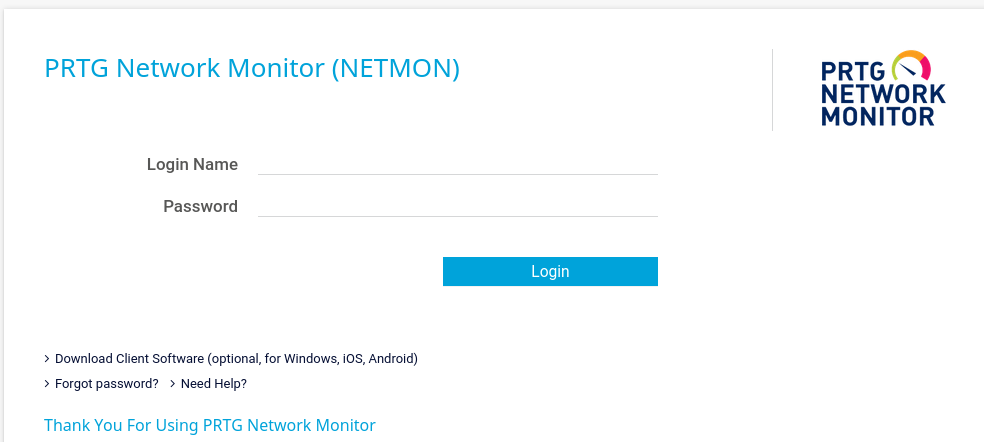 PRTG Network Monitor (NETMON)
PRTG
NETWORK
MONITOR
Login Name
Password
Login
Download Client Software (optional, for Windows, iOS, Android)
Forgot password? Need Help?
Thank You For Using PRTG Network Monitor